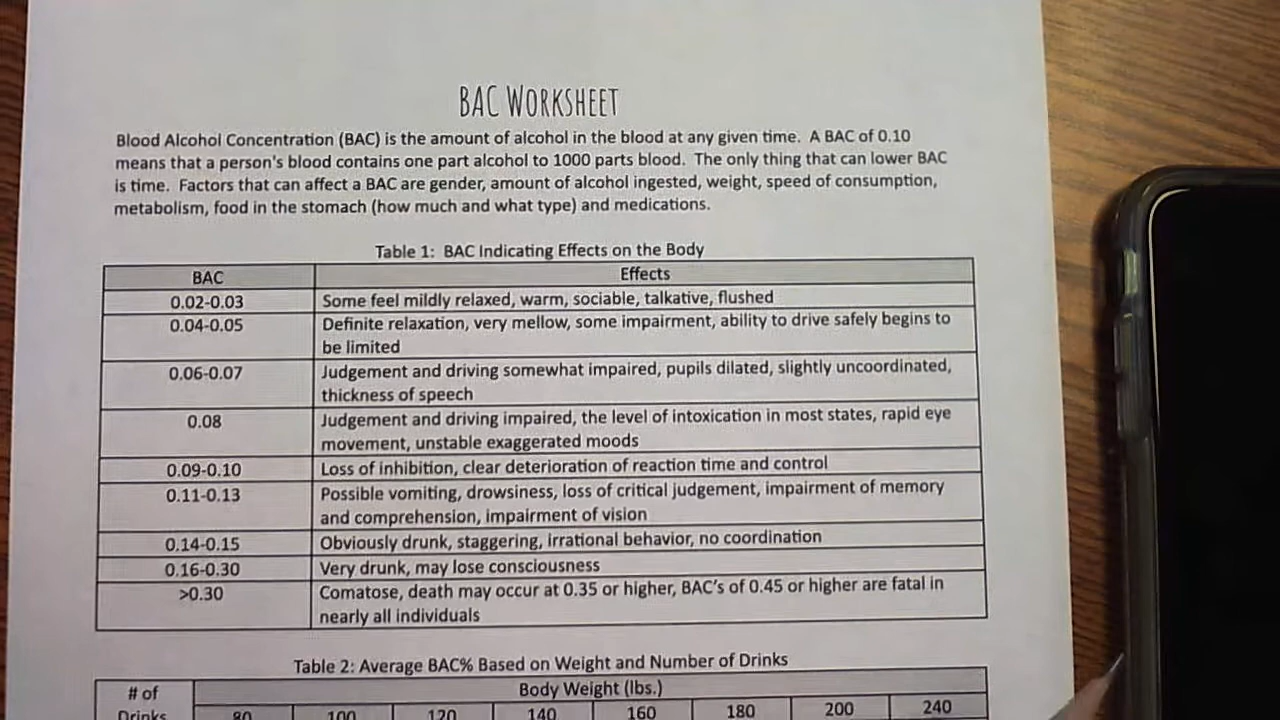 BAC WORKSHEET
Blood Alcohol Concentration (BAC) is the amount of alcohol in the blood at any given time.  A BAC of 0.10
means that a person's blood contains one part alcohol to 1000 parts blood.  The only thing that can lower BAC
is time.  Factors that can affect a BAC are gender, amount of alcohol ingested, weight, speed of consumption,
metabolism, food in the stomach (how much and what type) and medications.
Table 1:  BAC Indicating Effects on the Body
BAC Effects
0.02-0.03 Some feel mildly relaxed, warm, sociable, talkative, flushed
0.04-0.05 Definite relaxation, very mellow, some impairment, ability to drive safely begins to
be limited
0.06-0.07 Judgement and driving somewhat impaired, pupils dilated, slightly uncoordinated,
thickness of speech
0.08 Judgement and driving impaired, the level of intoxication in most states, rapid eye
movement, unstable exaggerated moods
0.09-0.10 Loss of inhibition, clear deterioration of reaction time and control
0.11-0.13 Possible vomiting, drowsiness, loss of critical judgement, impairment of memory
and comprehension, impairment of vision
0.14-0.15 Obviously drunk, staggering, irrational behavior, no coordination
0.16-0.30 Very drunk, may lose consciousness
>0.30 Comatose, death may occur at 0.35 or higher, BAC's of 0.45 or higher are fatal in
nearly all individuals
Table 2: Average BAC% Based on Weight and Number of Drinks
# of Body Weight (lbs.)
Drinks 80 100 120 140 160 180 200 240